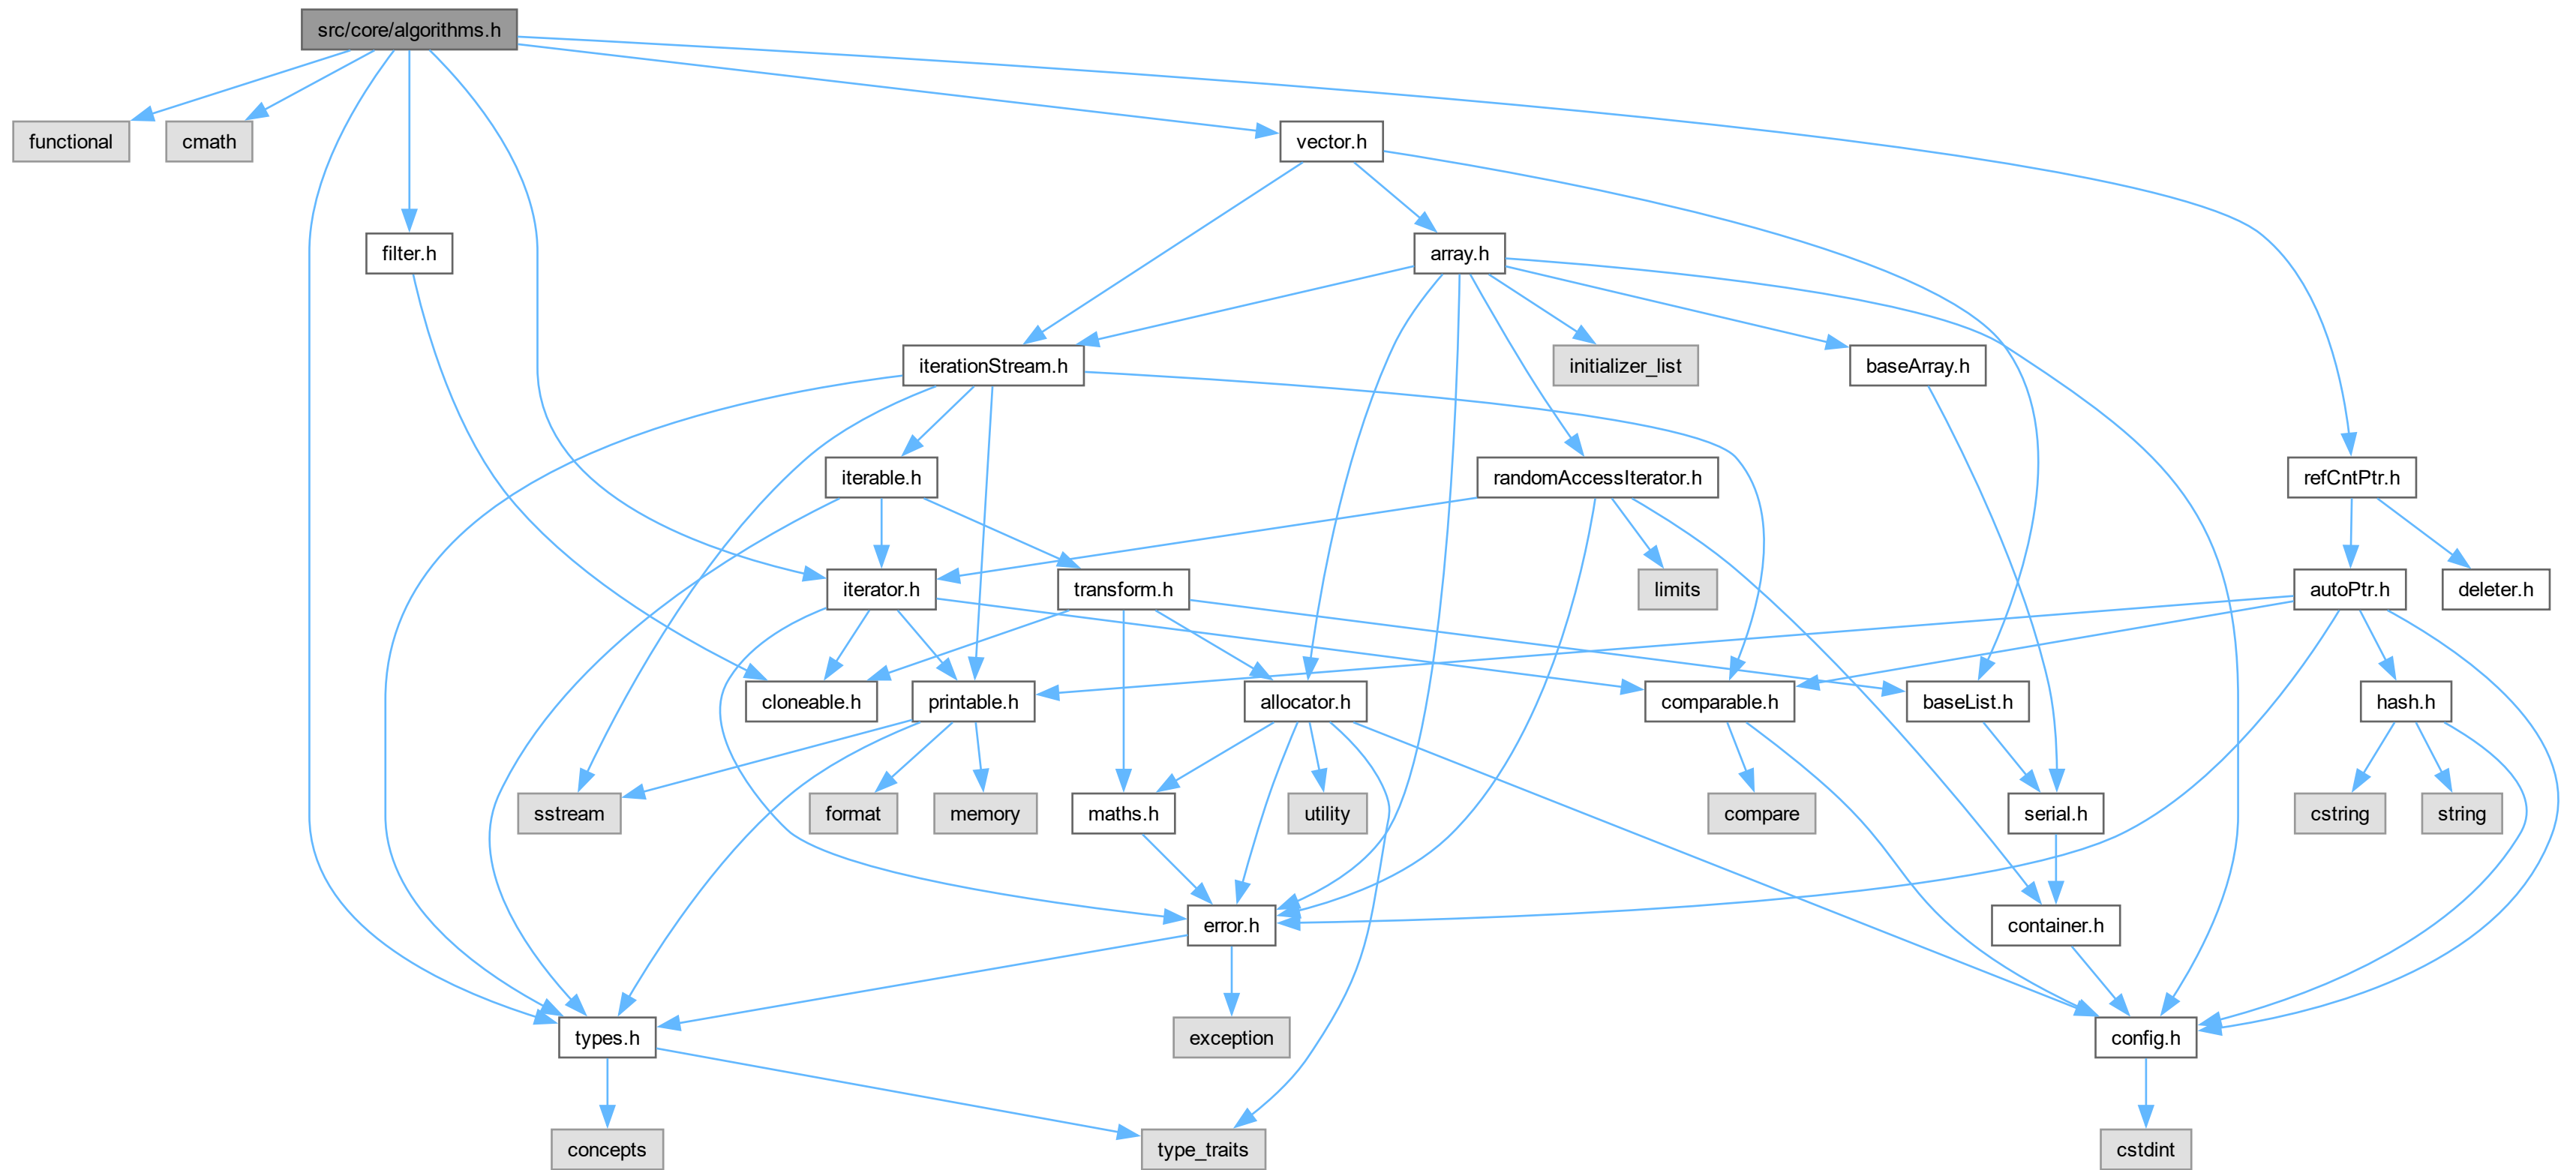 src/core/algorithms.h
functional
cmath
vector.h
filter.h
array.h
iterationStream.h
initializer_list
baseArray.h
iterable.h
randomAccessIterator.h
refCntPtr.h
iterator.h
transform.h
limits
autoPtr.h
deleter.h
cloneable.h
printable.h
allocator.h
comparable.h
baseList.h
hash.h
sstream
format
memory
maths.h
utility
compare
serial.h
cstring
string
error.h
container.h
types.h
exception
config.h
concepts
type_traits
cstdint